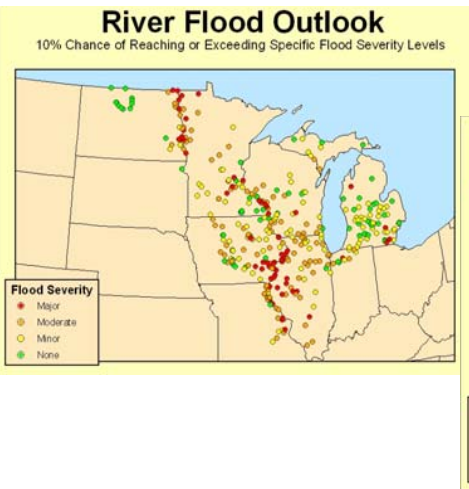 River Flood Outlook
10% Chance of Reaching or Exceeding Specific Flood Severity Levels
Flood Severity
Major
Moderate
Minor
None